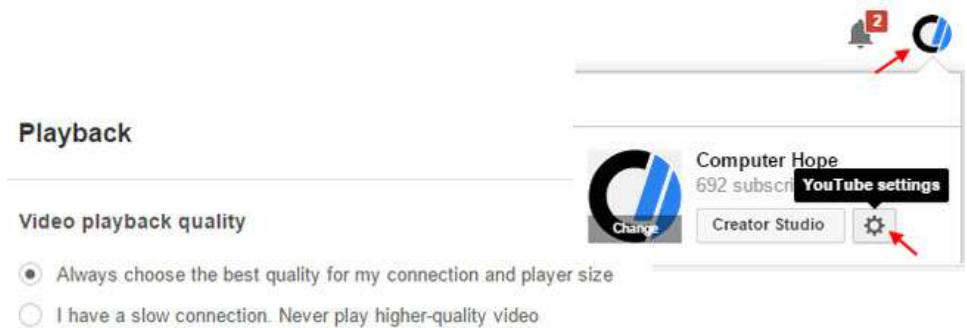 2
Playback
Computer Hope
692 subscri
YouTube settings
Change
Creator Studio
Video playback quality
Always choose the best quality for my connection and player size
I have a slow connection. Never play higher-quality video